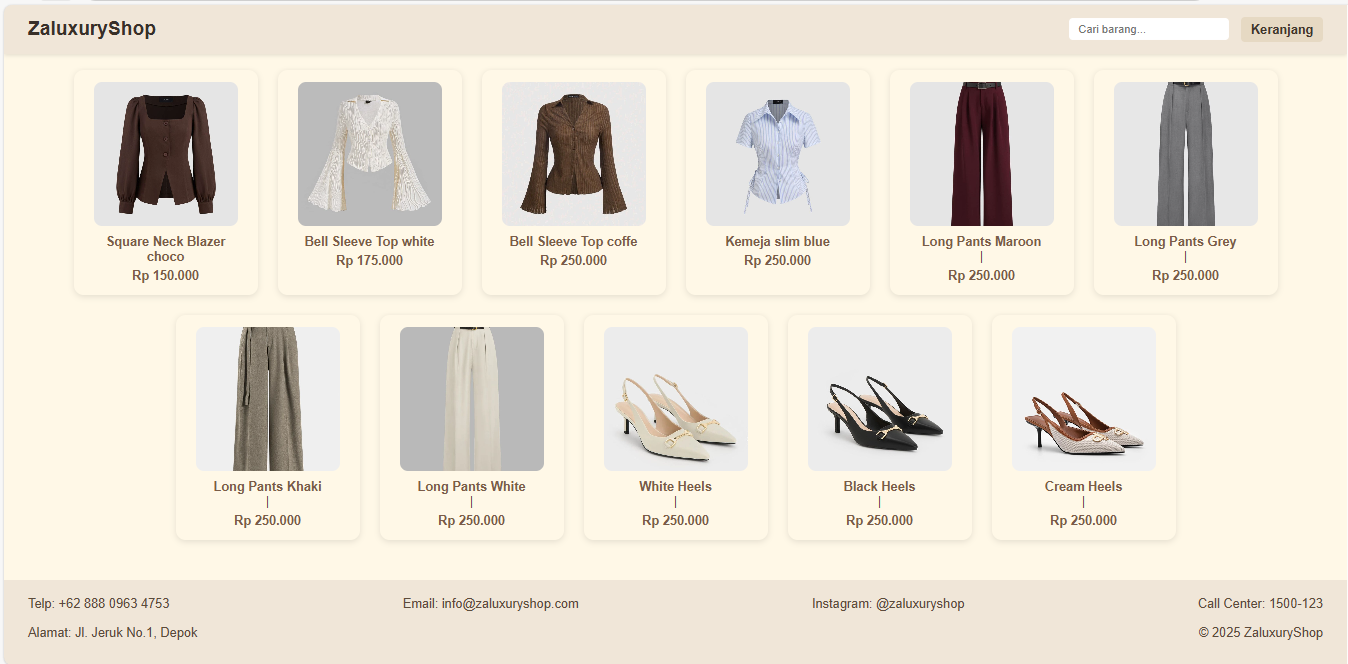 ZaluxuryShop
Cari barang...
Keranjang
Square Neck Blazer
choco
Rp 150.000
Bell Sleeve Top white
Rp 175.000
Bell Sleeve Top coffe
Rp 250.000
Kemeja slim blue
Rp 250.000
Long Pants Maroon
|
Rp 250.000
Long Pants Grey
|
Rp 250.000
Long Pants Khaki
|
Rp 250.000
Long Pants White
|
Rp 250.000
White Heels
|
Rp 250.000
Black Heels
|
Rp 250.000
Cream Heels
|
Rp 250.000
Telp: +62 888 0963 4753
Email: info@zaluxuryshop.com
Instagram: @zaluxuryshop
Call Center: 1500-123
Alamat: Jl. Jeruk No.1, Depok
© 2025 ZaluxuryShop